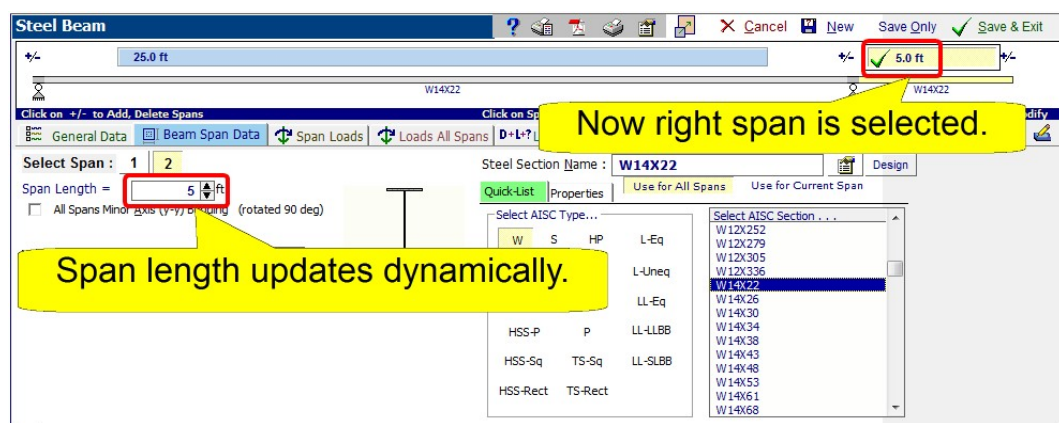 Steel Beam ? Cancel New Save Only Save & Exit
+/- 25.0 ft +/- 5.0 ft +/-
W14X22 W14X22
Click on +/- to Add, Delete Spans Click on Sp dify
Now right span is selected.
General Data Beam Span Data Span Loads Loads All Spans D+L+?
Select Span : 1 2 Steel Section Name : W14X22 Design
Span Length = 5 ft Quick-List Properties Use for All Spans Use for Current Span
All Spans Minor Axis (y-y) Bending (rotated 90 deg) Select AISC Type... Select AISC Section . . .
Span length updates dynamically.
W S HP L-Eq
L-Uneq
LL-Eq
HSS-P P LL-LLBB
HSS-Sq TS-Sq LL-SLBB
HSS-Rect TS-Rect
W12X252
W12X279
W12X305
W12X336
W14X22
W14X26
W14X30
W14X34
W14X38
W14X43
W14X48
W14X53
W14X61
W14X68